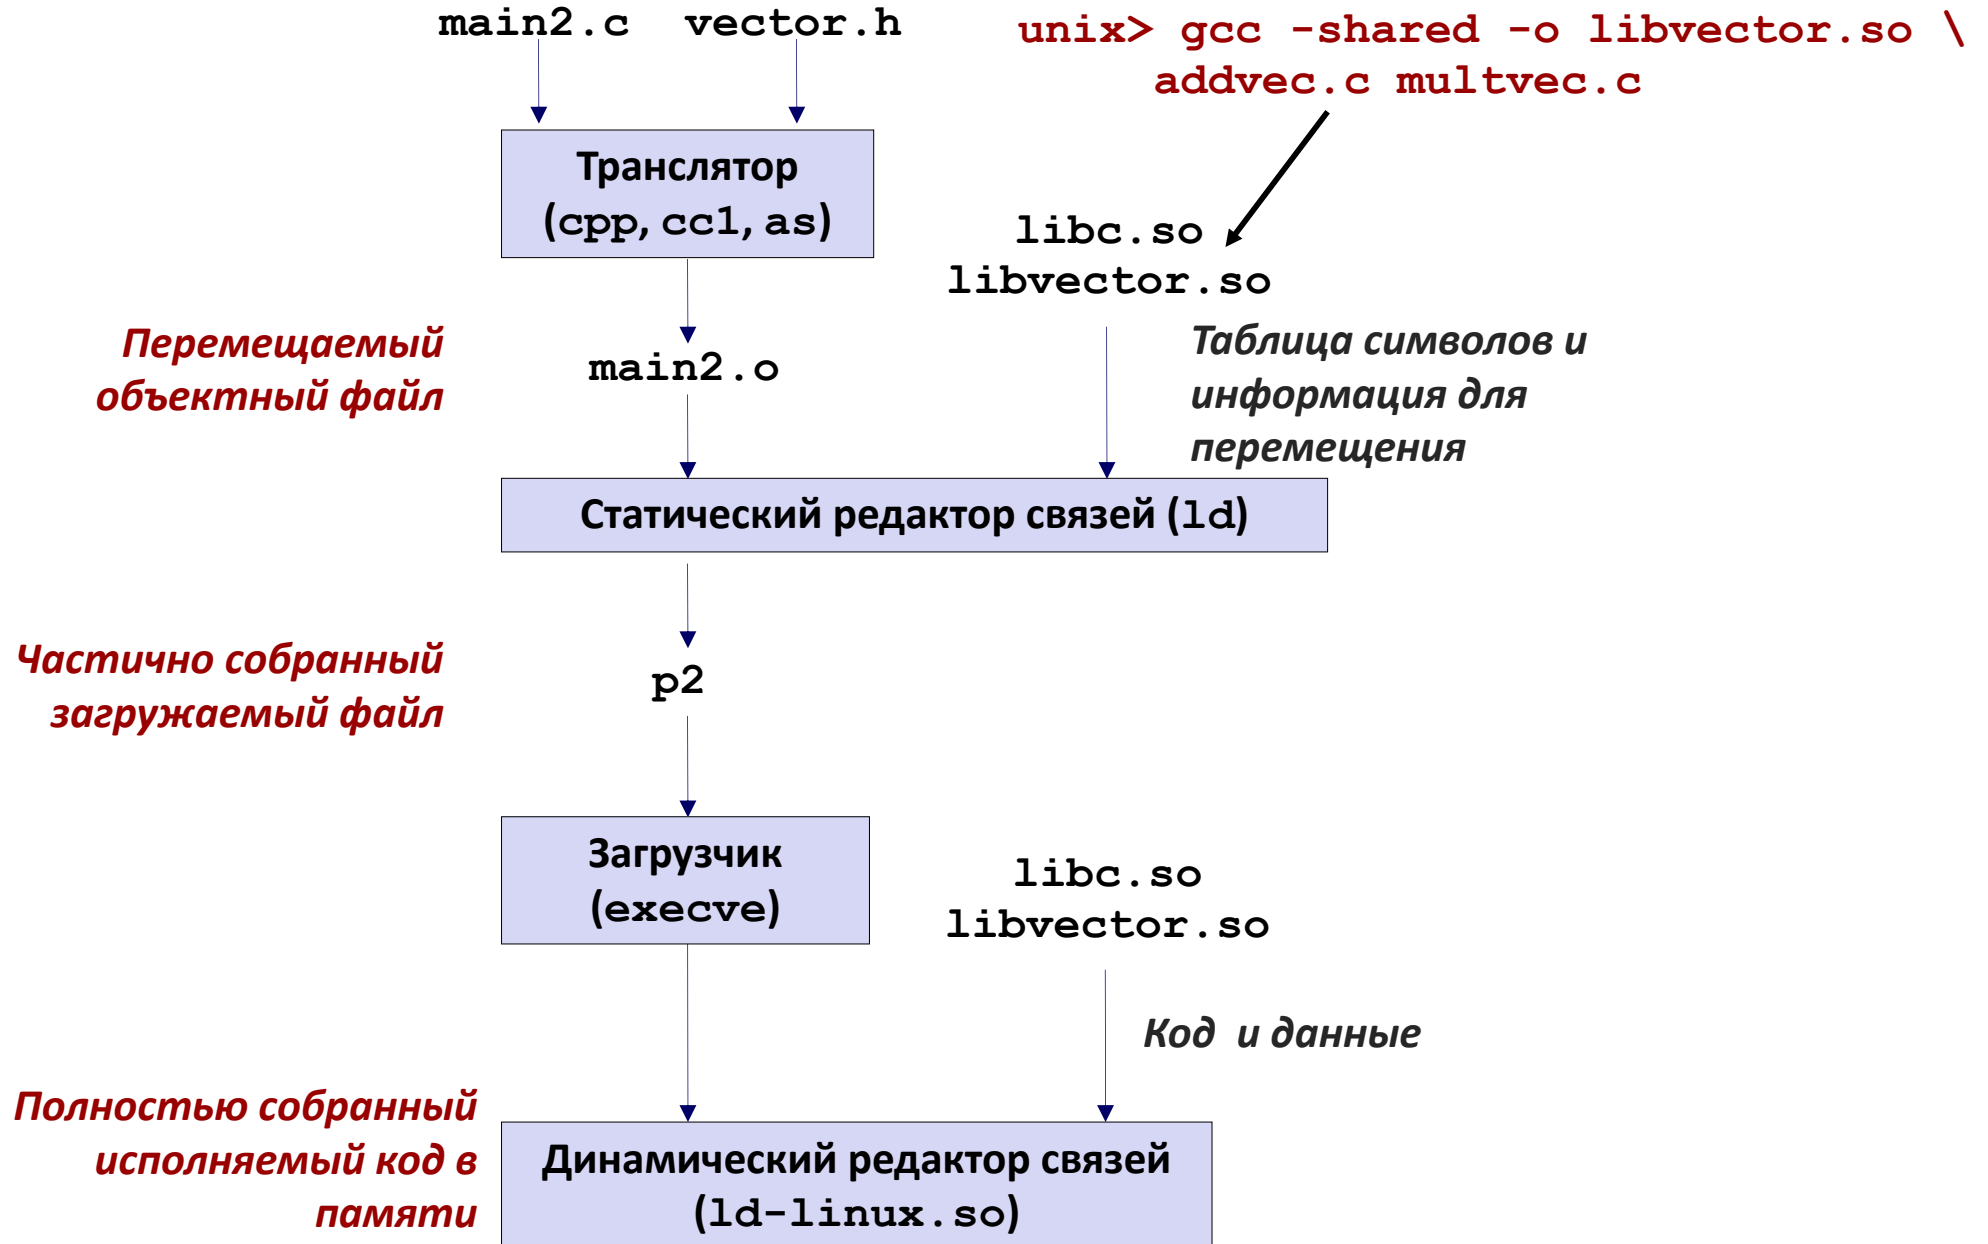 main2.c vector.h
unix> gcc -shared -o libvector.so \
addvec.c multvec.c
Транслятор
(cpp, cc1, as)
libc.so
libvector.so
Перемещаемый
объектный файл
main2.o
Таблица символов и
информация для
перемещения
Статический редактор связей (ld)
Частично собранный
загружаемый файл
p2
Загрузчик
(execve)
libc.so
libvector.so
Код и данные
Полностью собранный
исполняемый код в
памяти
Динамический редактор связей
(ld-linux.so)